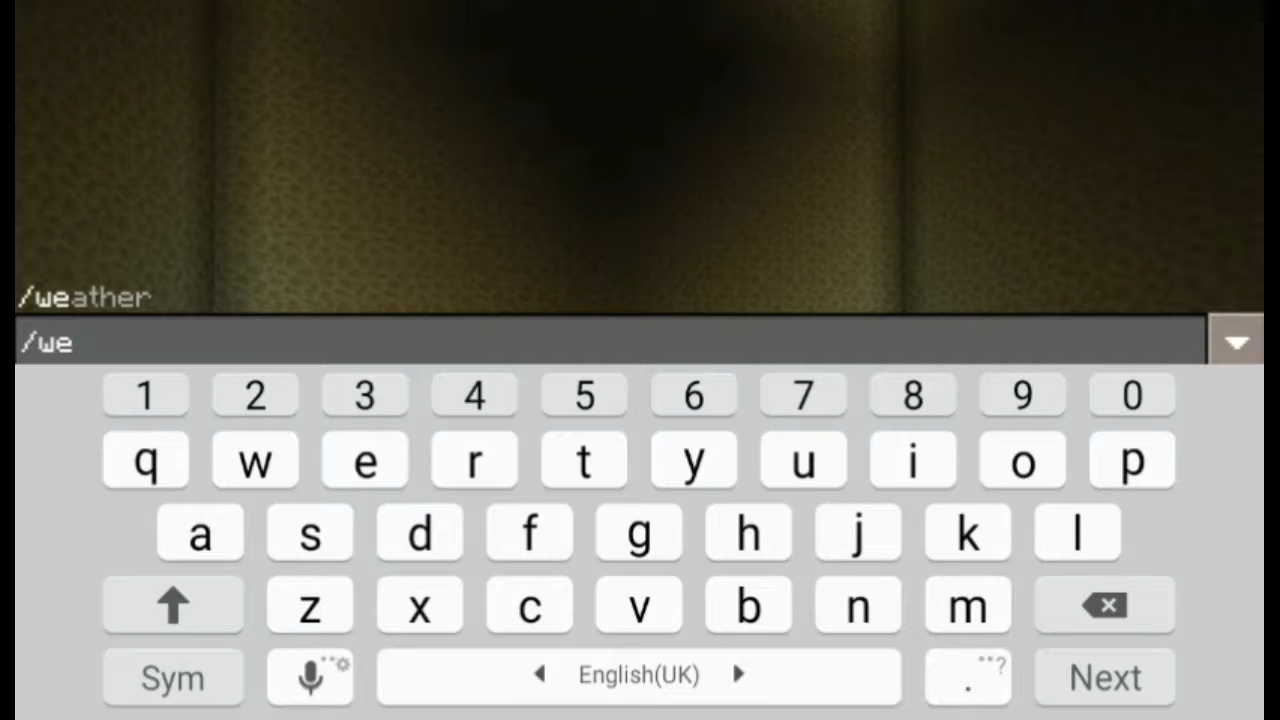 /weather
/we
1 2 3 4 5 6 7 8 9 0
q w e r t y u i o p
a s d f g h j k l
z x c v b n m
Sym English(UK) . ? Next